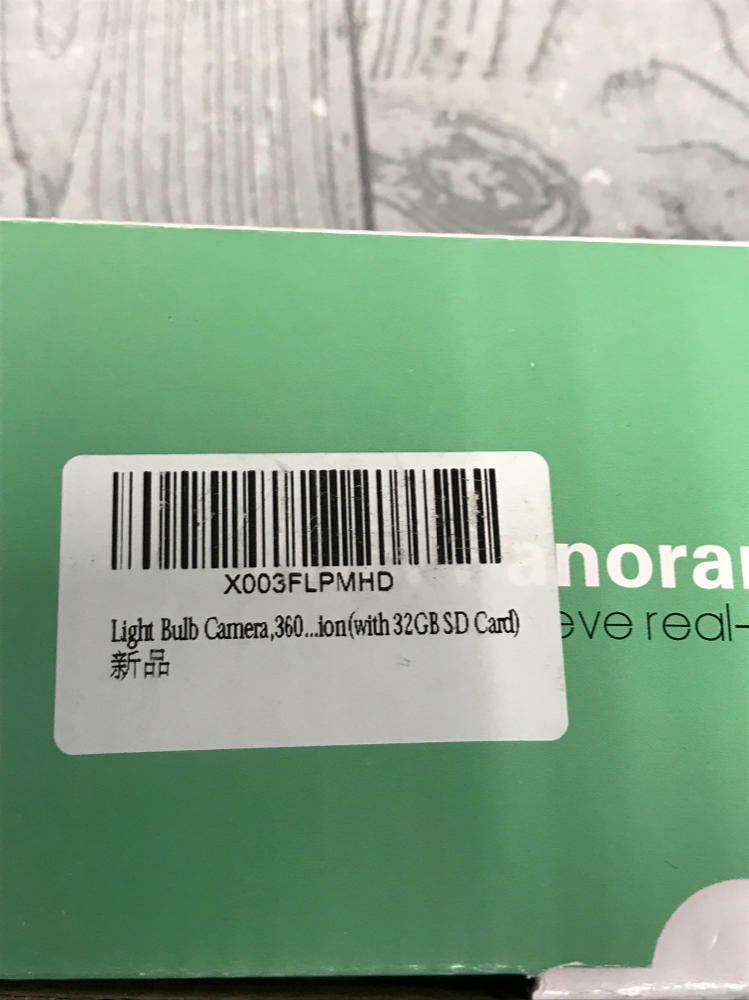 X003FLPMHD
Light Bulb Camera,360...ion(with 32GB SD Card)
新品
anorar
eve real-